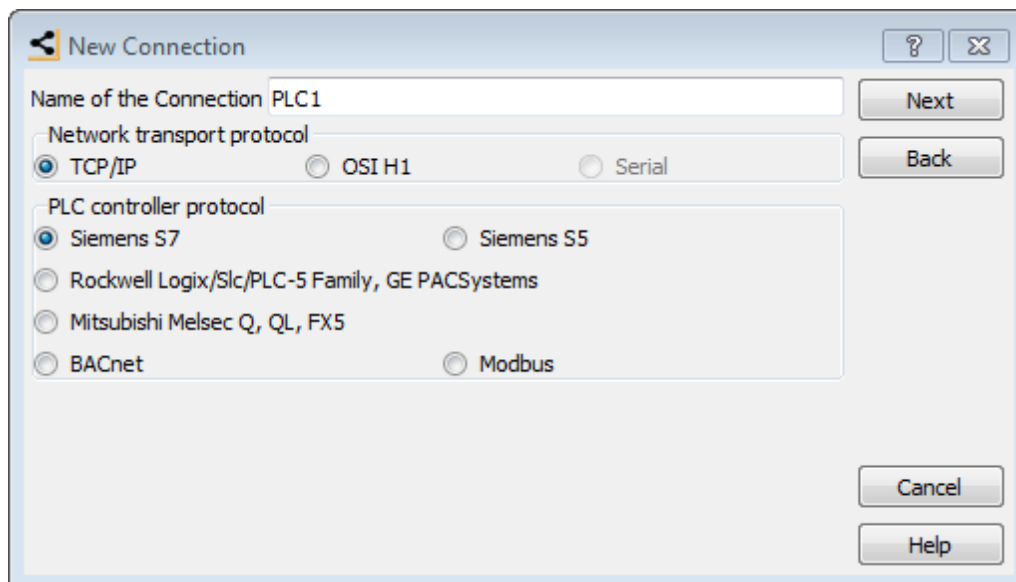 New Connection
Name of the Connection PLC1
Next
Network transport protocol
TCP/IP OSI H1 Serial
Back
PLC controller protocol
Siemens S7 Siemens S5
Rockwell Logix/Slc/PLC-5 Family, GE PACSystems
Mitsubishi Melsec Q, QL, FX5
BACnet Modbus
Cancel
Help